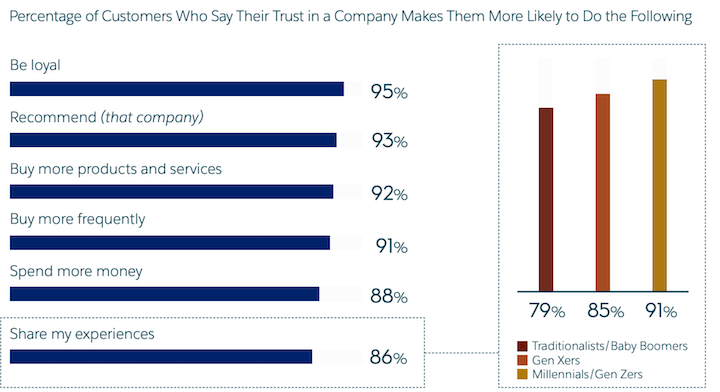 Percentage of Customers Who Say Their Trust in a Company Makes Them More Likely to Do the Following
Be loyal
95%
Recommend (that company)
93%
Buy more products and services
92%
Buy more frequently
91%
Spend more money
88%
Share my experiences
86%
79% 85% 91%
Traditionalists/Baby Boomers
Gen Xers
Millennials/Gen Zers